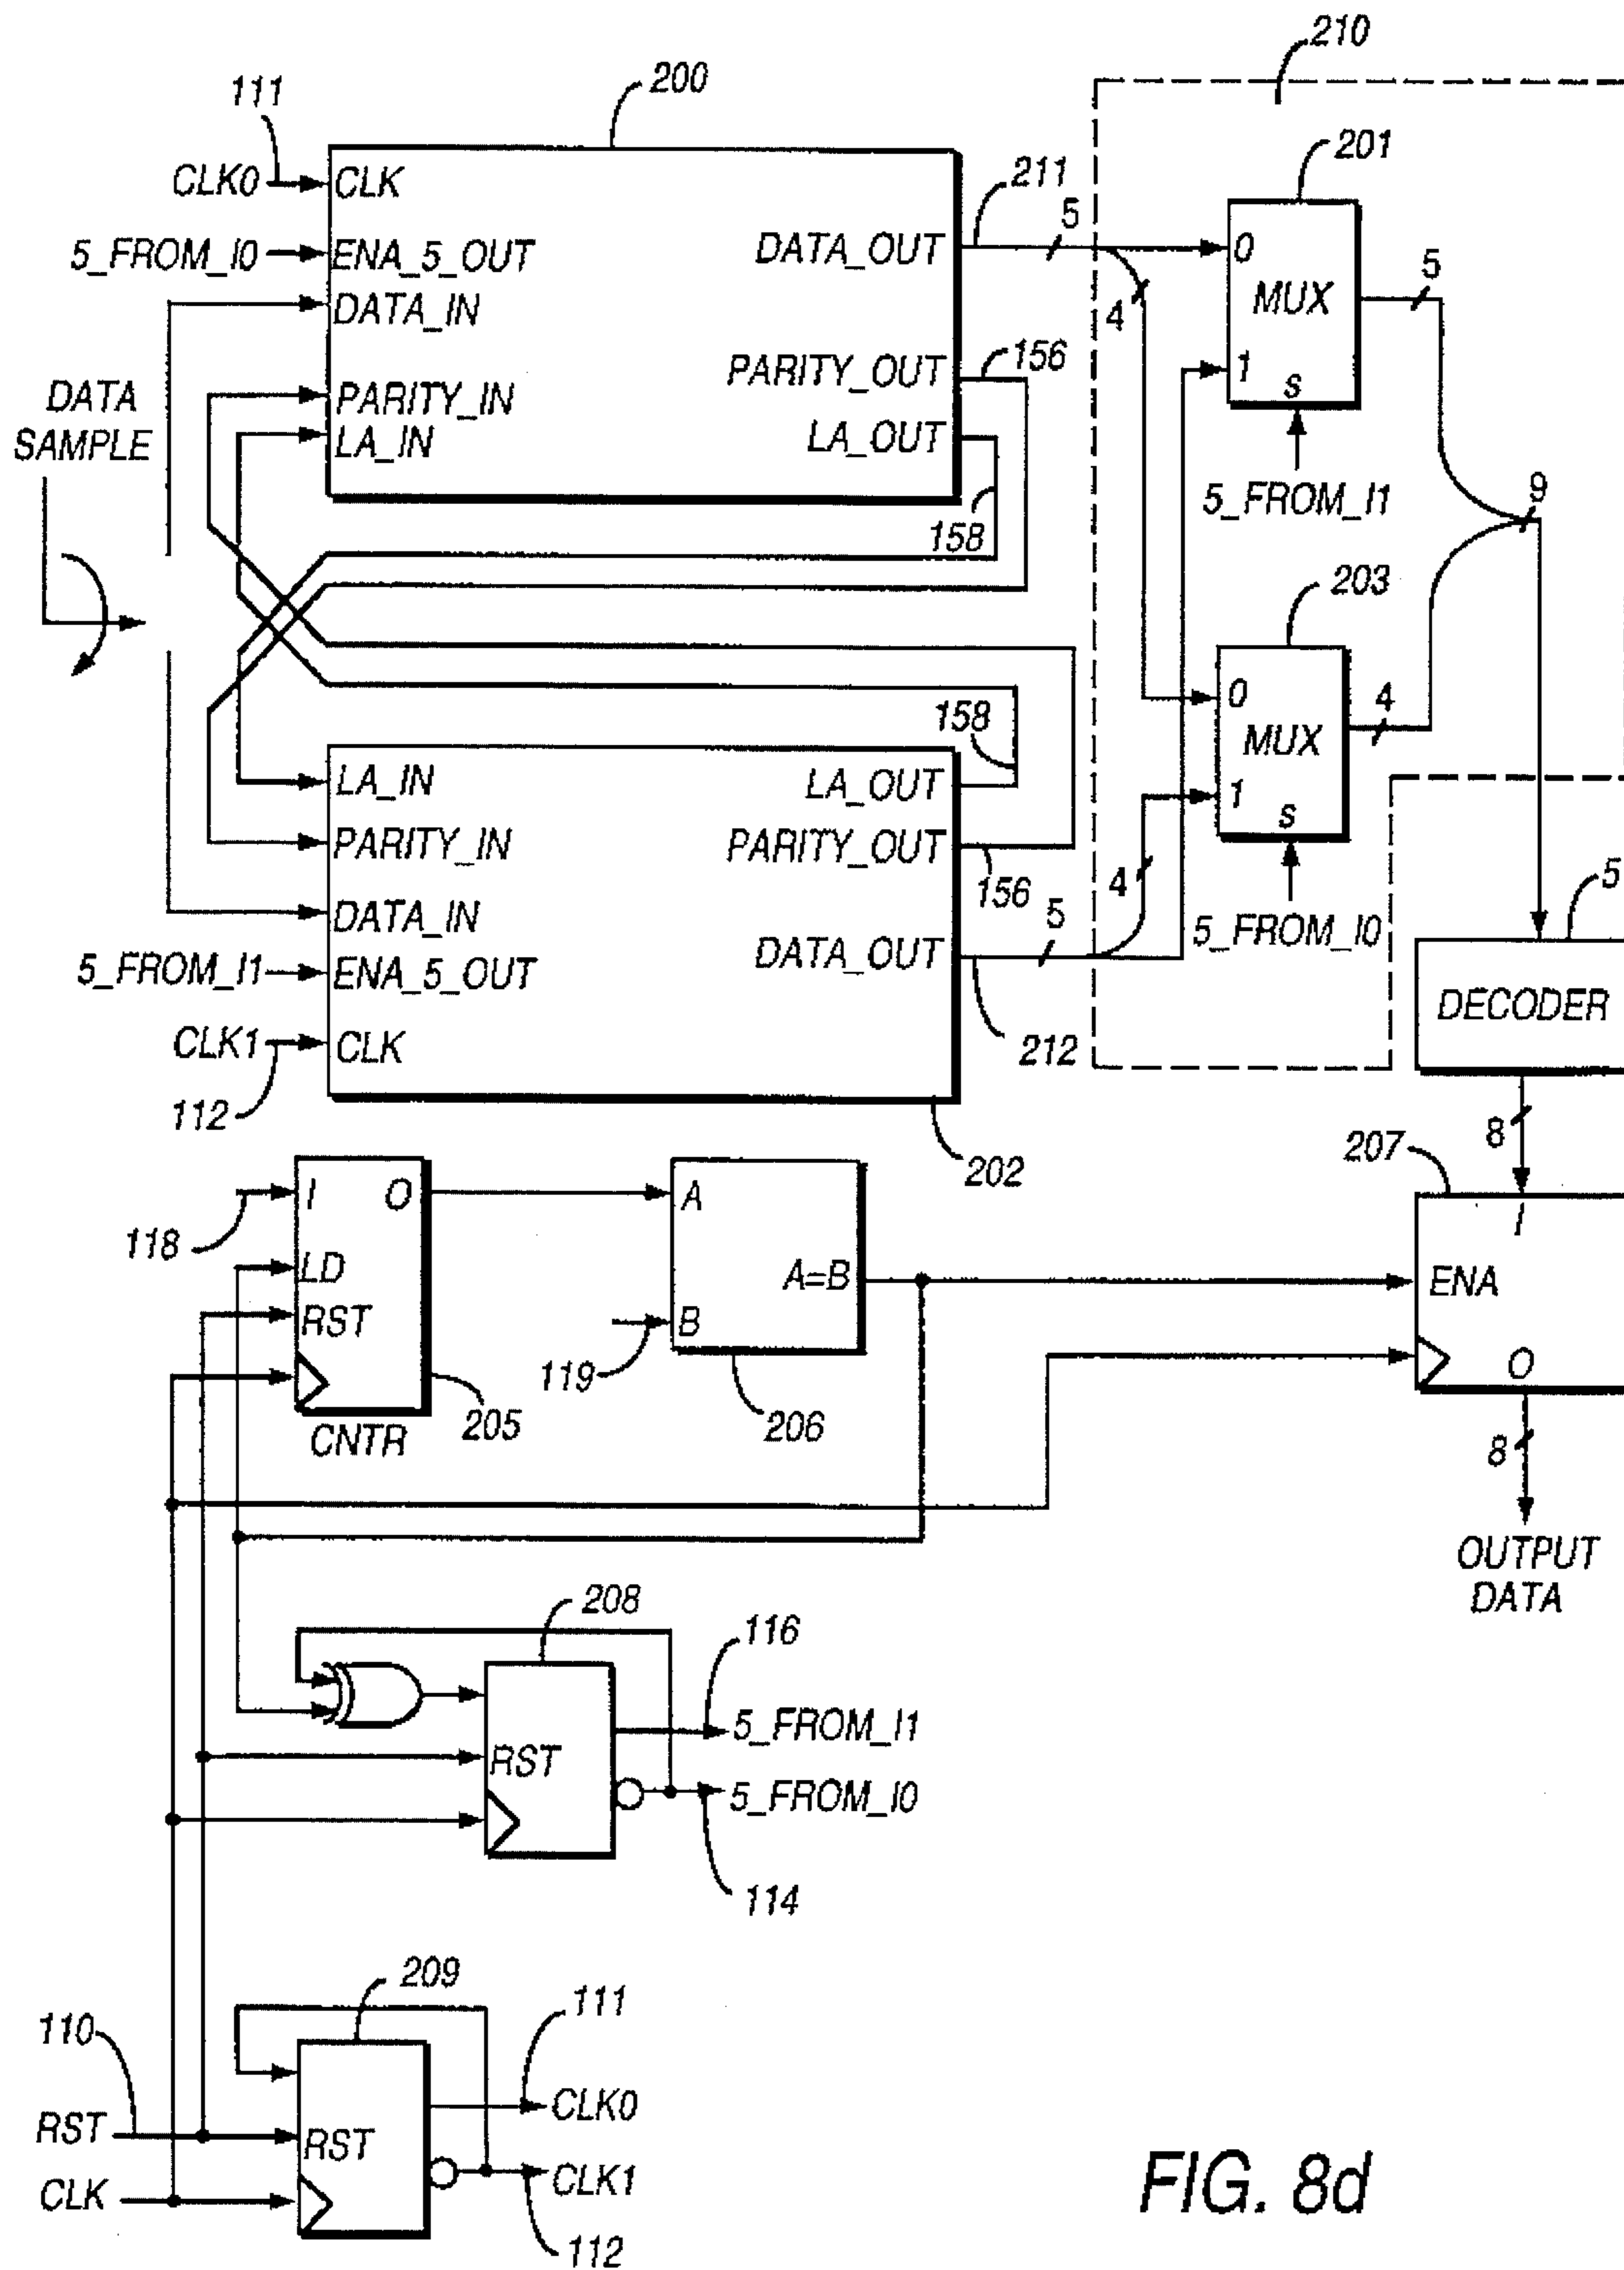 210
200
111
CLK0
CLK
201
211
5
5_FROM_I0
ENA_5_OUT
DATA_OUT
0
5
DATA_IN
4
MUX
156
PARITY_OUT
1
s
DATA
SAMPLE
PARITY_IN
LA_IN
LA_OUT
5_FROM_I1
9
158
203
0
158
4
MUX
LA_IN
LA_OUT
1
s
PARITY_IN
PARITY_OUT
4
156
5
DATA_IN
5
5_FROM_I0
DATA_OUT
5_FROM_I1
ENA_5_OUT
DECODER
CLK1
CLK
212
112
8
207
202
I
O
A
118
I
LD
A=B
ENA
RST
B
119
O
205
206
CNTR
8
OUTPUT
DATA
208
116
5_FROM_I1
RST
5_FROM_I0
114
209
111
110
CLK0
RST
RST
CLK1
CLK
112
FIG. 8d